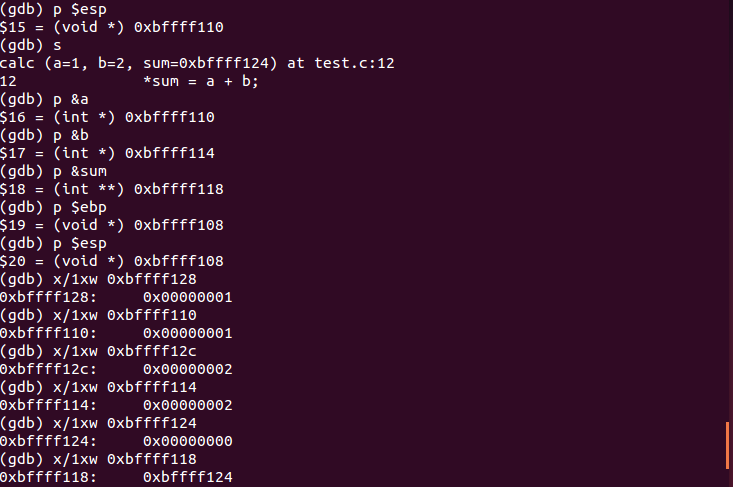 (gdb) p $esp
$15 = (void *) 0xbffff110
(gdb) s
calc (a=1, b=2, sum=0xbffff124) at test.c:12
12              *sum = a + b;
(gdb) p &a
$16 = (int *) 0xbffff110
(gdb) p &b
$17 = (int *) 0xbffff114
(gdb) p &sum
$18 = (int **) 0xbffff118
(gdb) p $ebp
$19 = (void *) 0xbffff108
(gdb) p $esp
$20 = (void *) 0xbffff108
(gdb) x/1xw 0xbffff128
0xbffff128:     0x00000001
(gdb) x/1xw 0xbffff110
0xbffff110:     0x00000001
(gdb) x/1xw 0xbffff12c
0xbffff12c:     0x00000002
(gdb) x/1xw 0xbffff114
0xbffff114:     0x00000002
(gdb) x/1xw 0xbffff124
0xbffff124:     0x00000000
(gdb) x/1xw 0xbffff118
0xbffff118:     0xbffff124